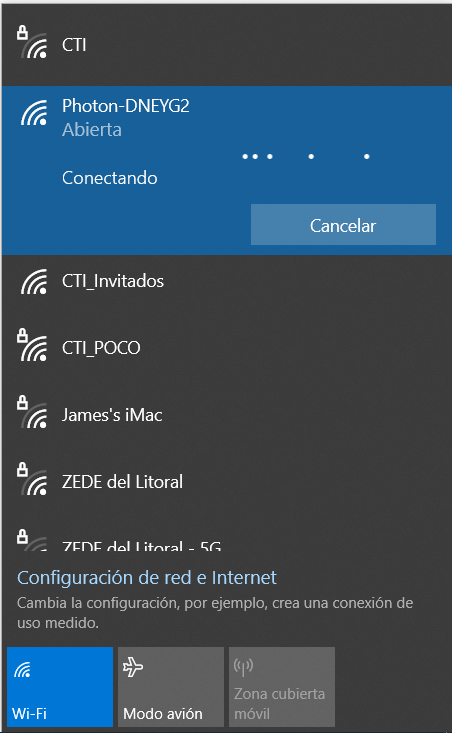 CTI
Photon-DNEYG2
Abierta
Conectando
Cancelar
CTI_Invitados
CTI_POCO
James's iMac
ZEDE del Litoral
ZEDE del Litoral - 5G
Configuración de red e Internet
Cambia la configuración, por ejemplo, crea una conexión de
uso medido.
Wi-Fi
Modo avión
Zona cubierta
móvil